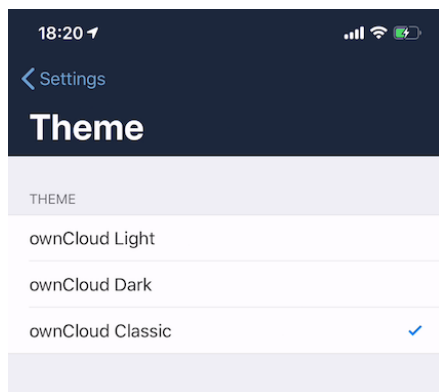 18:20
Settings
Theme
THEME
ownCloud Light
ownCloud Dark
ownCloud Classic